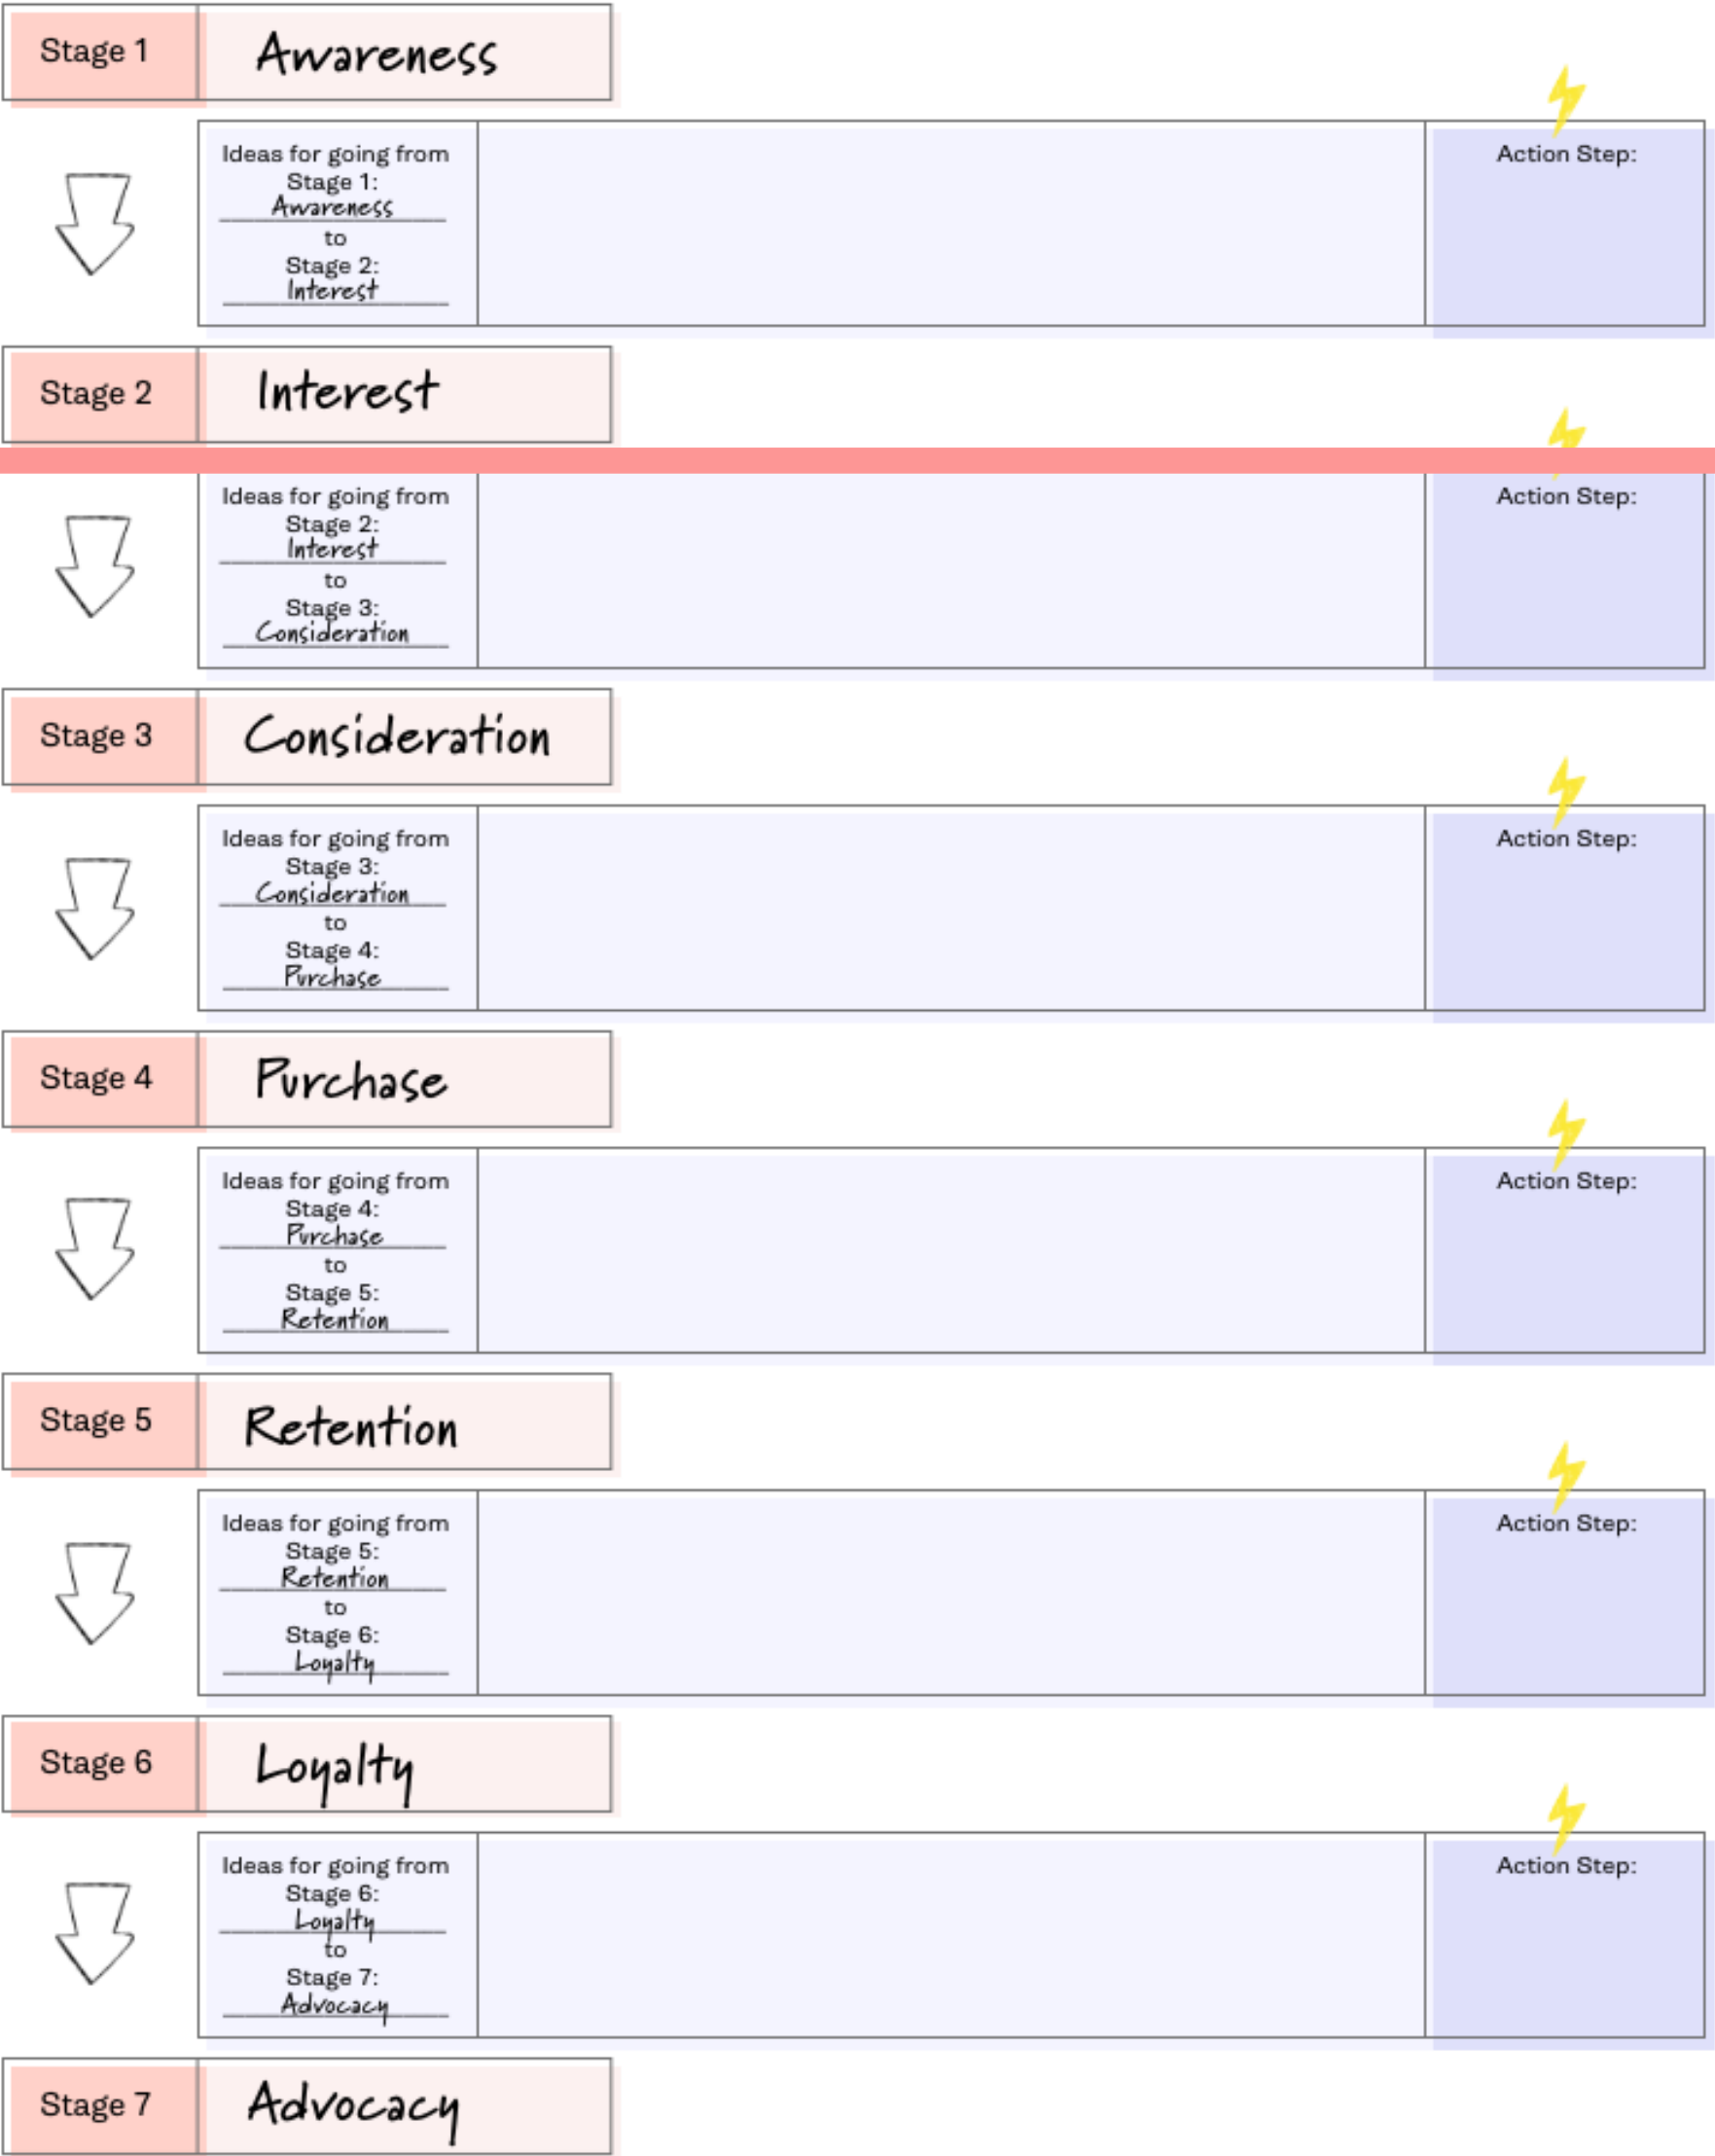 Stage 1 Awareness
Ideas for going from Action Step:
Stage 1:
Awareness
to
Stage 2:
Interest
Stage 2 Interest
Ideas for going from Action Step:
Stage 2:
Interest
to
Stage 3:
Consideration
Stage 3 Consideration
Ideas for going from Action Step:
Stage 3:
Consideration
to
Stage 4:
Purchase
Stage 4 Purchase
Ideas for going from Action Step:
Stage 4:
Purchase
to
Stage 5:
Retention
Stage 5 Retention
Ideas for going from Action Step:
Stage 5:
Retention
to
Stage 6:
Loyalty
Stage 6 Loyalty
Ideas for going from Action Step:
Stage 6:
Loyalty
to
Stage 7:
Advocacy
Stage 7 Advocacy